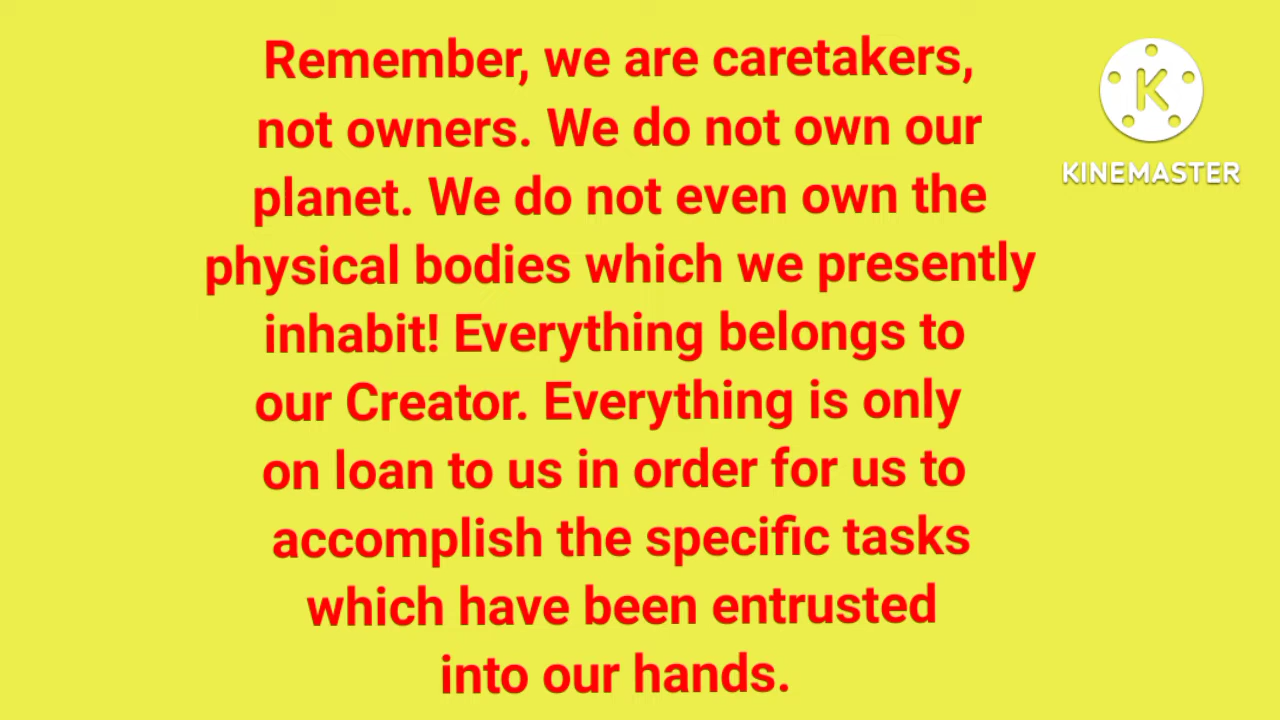 Remember, we are caretakers,
not owners. We do not own our
planet. We do not even own the
physical bodies which we presently
inhabit! Everything belongs to
our Creator. Everything is only
on loan to us in order for us to
accomplish the specific tasks
which have been entrusted
into our hands.
K
KINEMASTER